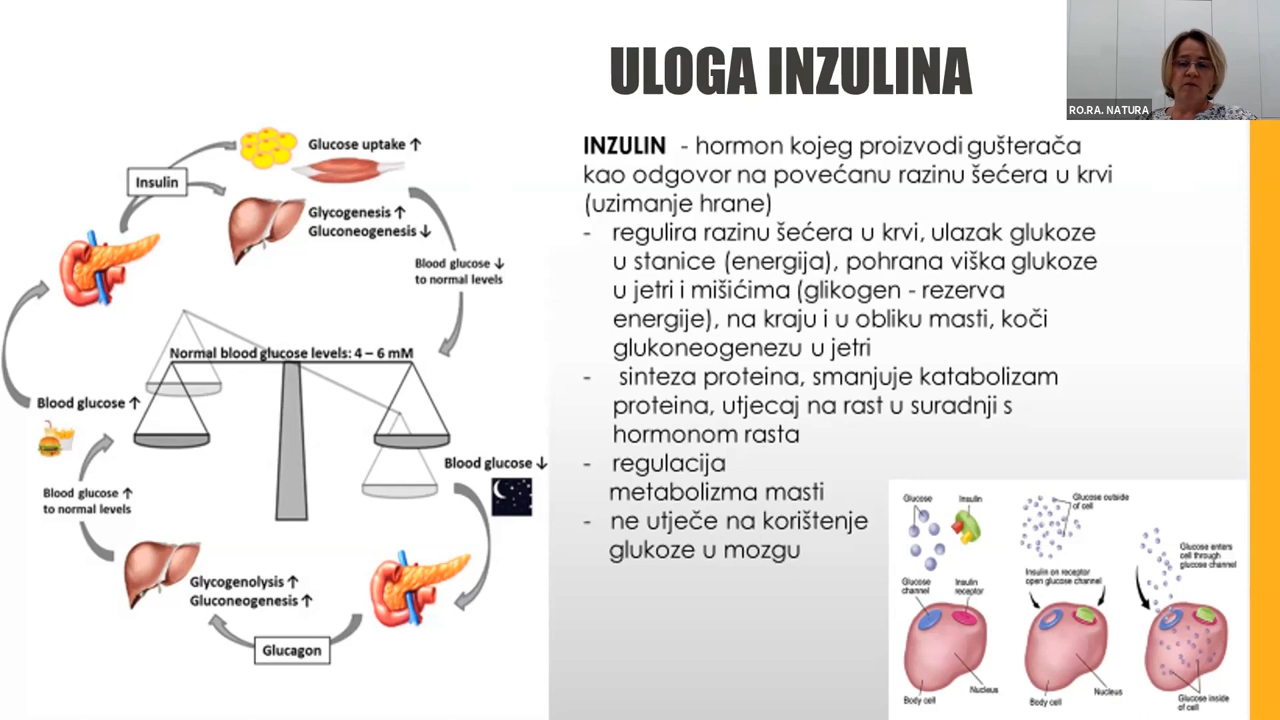 ULOGA INZULINA
RO.RA. NATURA
INZULIN - hormon kojeg proizvodi gušterača
kao odgovor na povećanu razinu šećera u krvi
(uzimanje hrane)
- regulira razinu šećera u krvi, ulazak glukoze
u stanice (energija), pohrana viška glukoze
u jetri i mišićima (glikogen - rezerva
energije), na kraju i u obliku masti, koči
glukoneogenezu u jetri
- sinteza proteina, smanjuje katabolizam
proteina, utjecaj na rast u suradnji s
hormonom rasta
- regulacija
metabolizma masti
- ne utječe na korištenje
glukoze u mozgu
Glucose uptake ↑
Insulin
Glycogenesis ↑
Gluconeogenesis ↓
Blood glucose ↓
to normal levels
Normal blood glucose levels: 4 – 6 mM
Blood glucose ↑
Blood glucose ↓
Blood glucose ↑
to normal levels
Glycogenolysis ↑
Gluconeogenesis ↑
Glucagon
Glucose
Insulin
Glucose
channel
Insulin
receptor
Nucleus
Body cell
Glucose outside
of cell
Insulin on receptor
open glucose channel
Nucleus
Body cell
Glucose enters
cell through
glucose channel
Glucose inside
of cell